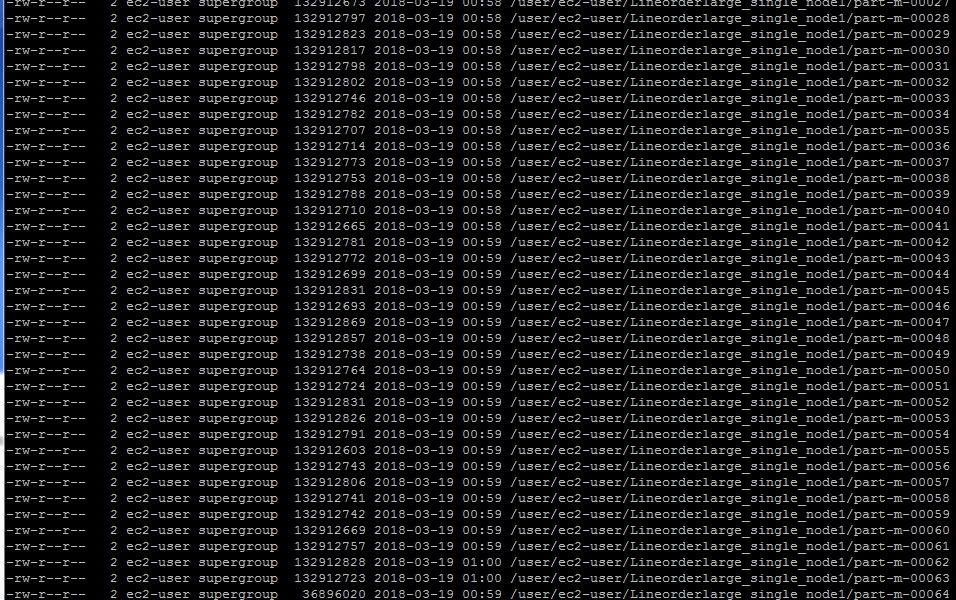 -rw-r--r--   2 ec2-user supergroup  132912673 2018-03-19 00:58 /user/ec2-user/Lineorderlarge_single_node1/part-m-00027
-rw-r--r--   2 ec2-user supergroup  132912797 2018-03-19 00:58 /user/ec2-user/Lineorderlarge_single_node1/part-m-00028
-rw-r--r--   2 ec2-user supergroup  132912823 2018-03-19 00:58 /user/ec2-user/Lineorderlarge_single_node1/part-m-00029
-rw-r--r--   2 ec2-user supergroup  132912817 2018-03-19 00:58 /user/ec2-user/Lineorderlarge_single_node1/part-m-00030
-rw-r--r--   2 ec2-user supergroup  132912798 2018-03-19 00:58 /user/ec2-user/Lineorderlarge_single_node1/part-m-00031
-rw-r--r--   2 ec2-user supergroup  132912802 2018-03-19 00:58 /user/ec2-user/Lineorderlarge_single_node1/part-m-00032
-rw-r--r--   2 ec2-user supergroup  132912746 2018-03-19 00:58 /user/ec2-user/Lineorderlarge_single_node1/part-m-00033
-rw-r--r--   2 ec2-user supergroup  132912782 2018-03-19 00:58 /user/ec2-user/Lineorderlarge_single_node1/part-m-00034
-rw-r--r--   2 ec2-user supergroup  132912707 2018-03-19 00:58 /user/ec2-user/Lineorderlarge_single_node1/part-m-00035
-rw-r--r--   2 ec2-user supergroup  132912714 2018-03-19 00:58 /user/ec2-user/Lineorderlarge_single_node1/part-m-00036
-rw-r--r--   2 ec2-user supergroup  132912773 2018-03-19 00:58 /user/ec2-user/Lineorderlarge_single_node1/part-m-00037
-rw-r--r--   2 ec2-user supergroup  132912753 2018-03-19 00:58 /user/ec2-user/Lineorderlarge_single_node1/part-m-00038
-rw-r--r--   2 ec2-user supergroup  132912788 2018-03-19 00:58 /user/ec2-user/Lineorderlarge_single_node1/part-m-00039
-rw-r--r--   2 ec2-user supergroup  132912710 2018-03-19 00:58 /user/ec2-user/Lineorderlarge_single_node1/part-m-00040
-rw-r--r--   2 ec2-user supergroup  132912665 2018-03-19 00:58 /user/ec2-user/Lineorderlarge_single_node1/part-m-00041
-rw-r--r--   2 ec2-user supergroup  132912781 2018-03-19 00:59 /user/ec2-user/Lineorderlarge_single_node1/part-m-00042
-rw-r--r--   2 ec2-user supergroup  132912772 2018-03-19 00:59 /user/ec2-user/Lineorderlarge_single_node1/part-m-00043
-rw-r--r--   2 ec2-user supergroup  132912699 2018-03-19 00:59 /user/ec2-user/Lineorderlarge_single_node1/part-m-00044
-rw-r--r--   2 ec2-user supergroup  132912831 2018-03-19 00:59 /user/ec2-user/Lineorderlarge_single_node1/part-m-00045
-rw-r--r--   2 ec2-user supergroup  132912693 2018-03-19 00:59 /user/ec2-user/Lineorderlarge_single_node1/part-m-00046
-rw-r--r--   2 ec2-user supergroup  132912869 2018-03-19 00:59 /user/ec2-user/Lineorderlarge_single_node1/part-m-00047
-rw-r--r--   2 ec2-user supergroup  132912857 2018-03-19 00:59 /user/ec2-user/Lineorderlarge_single_node1/part-m-00048
-rw-r--r--   2 ec2-user supergroup  132912738 2018-03-19 00:59 /user/ec2-user/Lineorderlarge_single_node1/part-m-00049
-rw-r--r--   2 ec2-user supergroup  132912764 2018-03-19 00:59 /user/ec2-user/Lineorderlarge_single_node1/part-m-00050
-rw-r--r--   2 ec2-user supergroup  132912724 2018-03-19 00:59 /user/ec2-user/Lineorderlarge_single_node1/part-m-00051
-rw-r--r--   2 ec2-user supergroup  132912831 2018-03-19 00:59 /user/ec2-user/Lineorderlarge_single_node1/part-m-00052
-rw-r--r--   2 ec2-user supergroup  132912826 2018-03-19 00:59 /user/ec2-user/Lineorderlarge_single_node1/part-m-00053
-rw-r--r--   2 ec2-user supergroup  132912791 2018-03-19 00:59 /user/ec2-user/Lineorderlarge_single_node1/part-m-00054
-rw-r--r--   2 ec2-user supergroup  132912603 2018-03-19 00:59 /user/ec2-user/Lineorderlarge_single_node1/part-m-00055
-rw-r--r--   2 ec2-user supergroup  132912743 2018-03-19 00:59 /user/ec2-user/Lineorderlarge_single_node1/part-m-00056
-rw-r--r--   2 ec2-user supergroup  132912806 2018-03-19 00:59 /user/ec2-user/Lineorderlarge_single_node1/part-m-00057
-rw-r--r--   2 ec2-user supergroup  132912741 2018-03-19 00:59 /user/ec2-user/Lineorderlarge_single_node1/part-m-00058
-rw-r--r--   2 ec2-user supergroup  132912742 2018-03-19 00:59 /user/ec2-user/Lineorderlarge_single_node1/part-m-00059
-rw-r--r--   2 ec2-user supergroup  132912669 2018-03-19 00:59 /user/ec2-user/Lineorderlarge_single_node1/part-m-00060
-rw-r--r--   2 ec2-user supergroup  132912757 2018-03-19 00:59 /user/ec2-user/Lineorderlarge_single_node1/part-m-00061
-rw-r--r--   2 ec2-user supergroup  132912828 2018-03-19 01:00 /user/ec2-user/Lineorderlarge_single_node1/part-m-00062
-rw-r--r--   2 ec2-user supergroup  132912723 2018-03-19 01:00 /user/ec2-user/Lineorderlarge_single_node1/part-m-00063
-rw-r--r--   2 ec2-user supergroup   36896020 2018-03-19 00:59 /user/ec2-user/Lineorderlarge_single_node1/part-m-00064